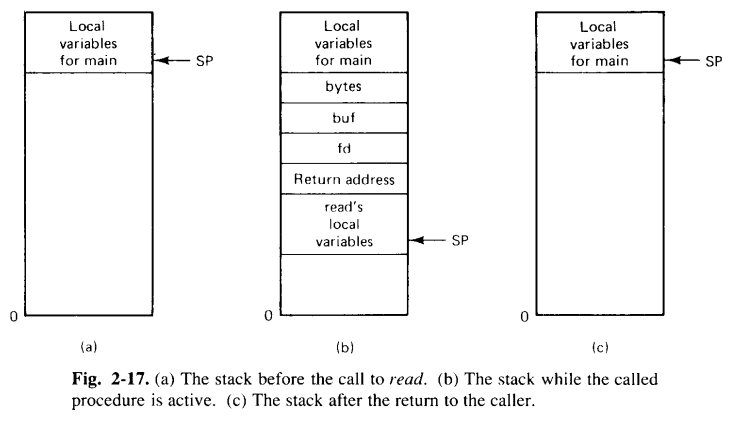 Local
variables
for main
SP
0
(a)
Local
variables
for main
bytes
buf
fd
Return address
read's
local
variables
SP
0
(b)
Local
variables
for main
SP
0
(c)
Fig. 2-17. (a) The stack before the call to read. (b) The stack while the called
procedure is active. (c) The stack after the return to the caller.